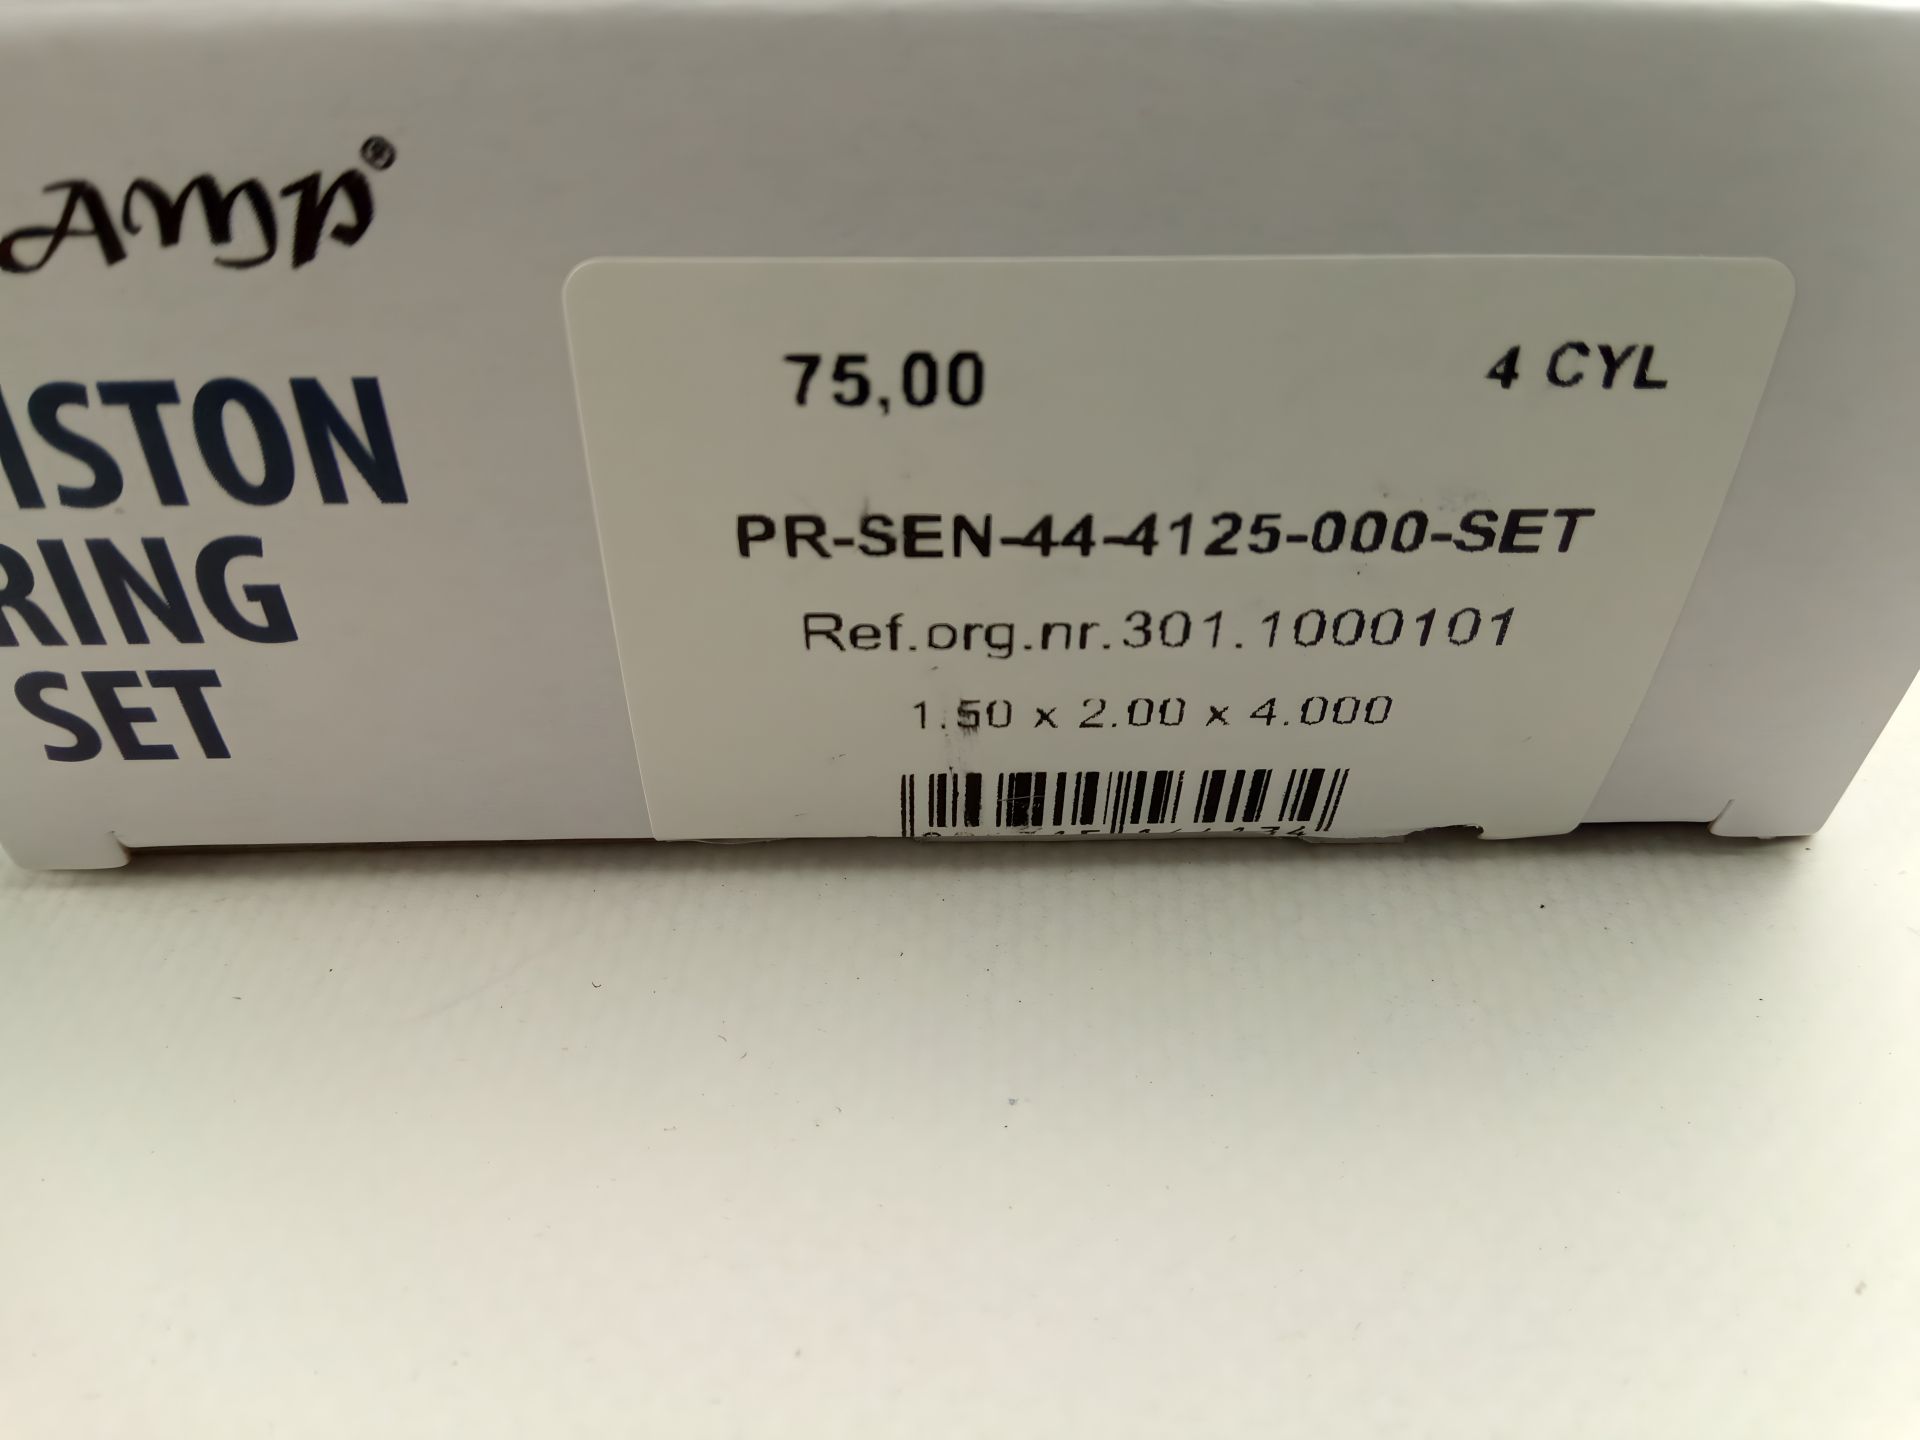 AMP®
ISTON
RING
SET
75,00
4 CYL
PR-SEN-44-4125-000-SET
Ref.org.nr.301.1000101
1.50 x 2.00 x 4.000